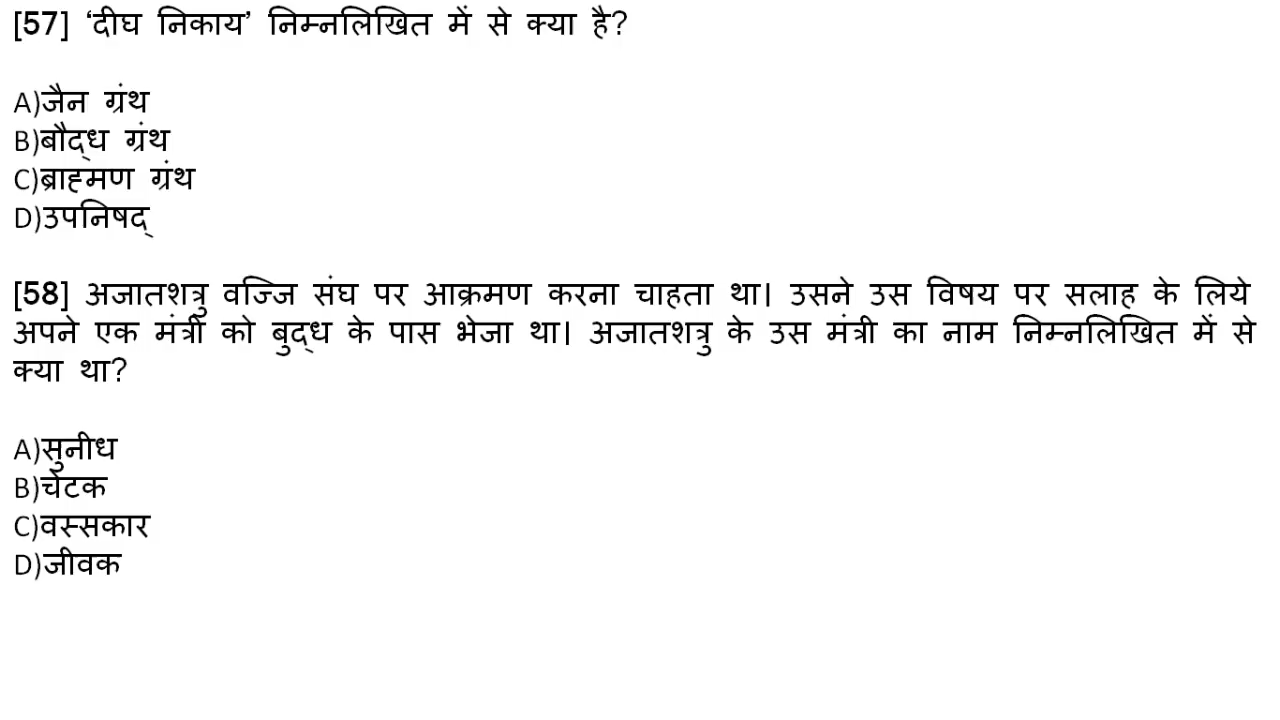 [57] ‘दीघ निकाय’ निम्नलिखित में से क्या है?
A)जैन ग्रंथ
B)बौद्ध ग्रंथ
C)ब्राह्मण ग्रंथ
D)उपनिषद्
[58] अजातशत्रु वज्जि संघ पर आक्रमण करना चाहता था। उसने उस विषय पर सलाह के लिये
अपने एक मंत्री को बुद्ध के पास भेजा था। अजातशत्रु के उस मंत्री का नाम निम्नलिखित में से
क्या था?
A)सुनीध
B)चेटक
C)वस्सकार
D)जीवक